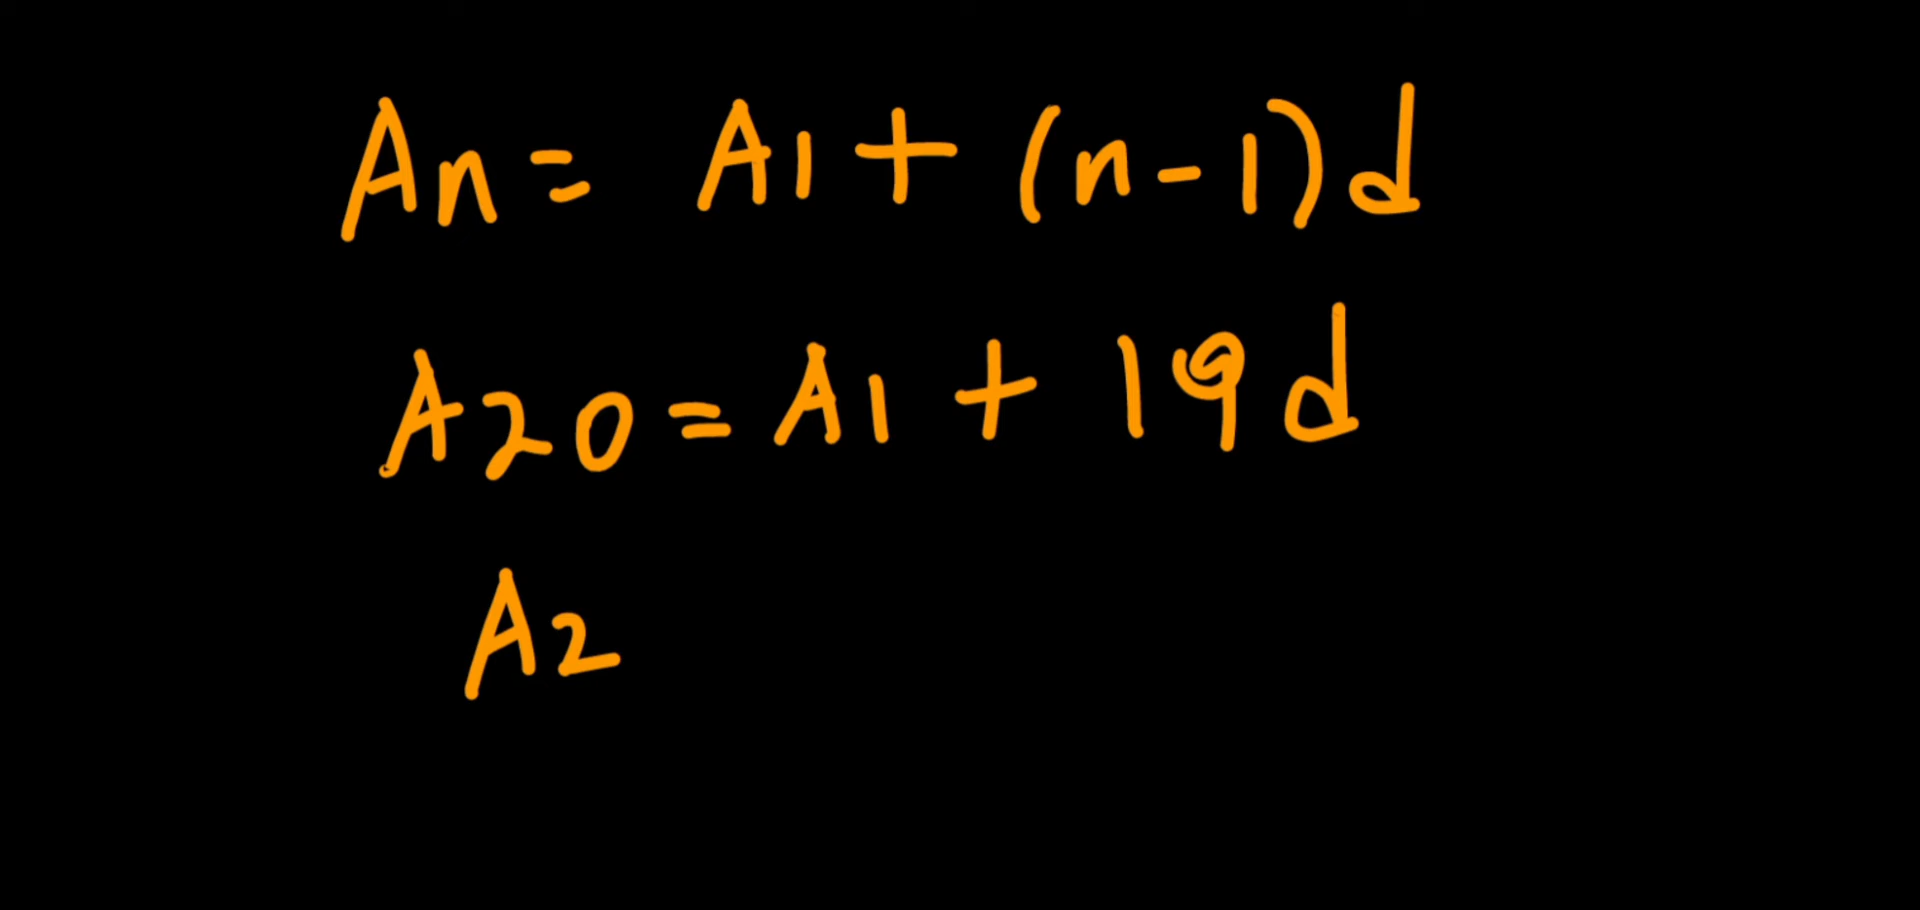 An = A1 + (n-1)d
A20 = A1 + 19d
A2